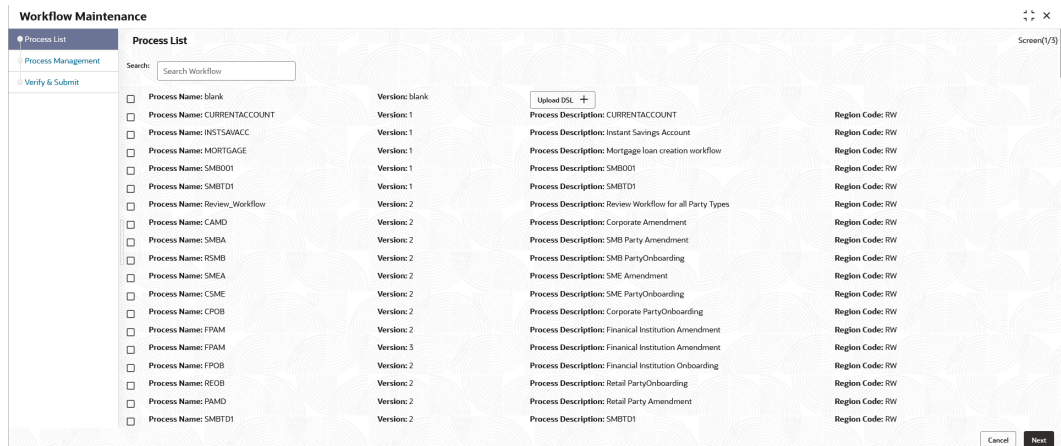 Workflow Maintenance
Process List
Process Management
Verify & Submit
Process List
Screen(1/3)
Search:
Search Workflow
Process Name: blank Version: blank Upload DSL +
Process Name: CURRENTACCOUNT Version: 1 Process Description: CURRENTACCOUNT Region Code: RW
Process Name: INSTSAVACC Version: 1 Process Description: Instant Savings Account Region Code: RW
Process Name: MORTGAGE Version: 1 Process Description: Mortgage loan creation workflow Region Code: RW
Process Name: SMB001 Version: 1 Process Description: SMB001 Region Code: RW
Process Name: SMBTD1 Version: 1 Process Description: SMBTD1 Region Code: RW
Process Name: Review_Workflow Version: 2 Process Description: Review Workflow for all Party Types Region Code: RW
Process Name: CAMD Version: 2 Process Description: Corporate Amendment Region Code: RW
Process Name: SMBA Version: 2 Process Description: SMB Party Amendment Region Code: RW
Process Name: RSMB Version: 2 Process Description: SMB PartyOnboarding Region Code: RW
Process Name: SMEA Version: 2 Process Description: SME Amendment Region Code: RW
Process Name: CSME Version: 2 Process Description: SME PartyOnboarding Region Code: RW
Process Name: CPOB Version: 2 Process Description: Corporate PartyOnboarding Region Code: RW
Process Name: FPAM Version: 2 Process Description: Finanical Institution Amendment Region Code: RW
Process Name: FPAM Version: 3 Process Description: Finanical Institution Amendment Region Code: RW
Process Name: FPOB Version: 2 Process Description: Financial Institution Onboarding Region Code: RW
Process Name: REOB Version: 2 Process Description: Retail PartyOnboarding Region Code: RW
Process Name: PAMD Version: 2 Process Description: Retail Party Amendment Region Code: RW
Process Name: SMBTD1 Version: 2 Process Description: SMBTD1 Region Code: RW
Cancel Next